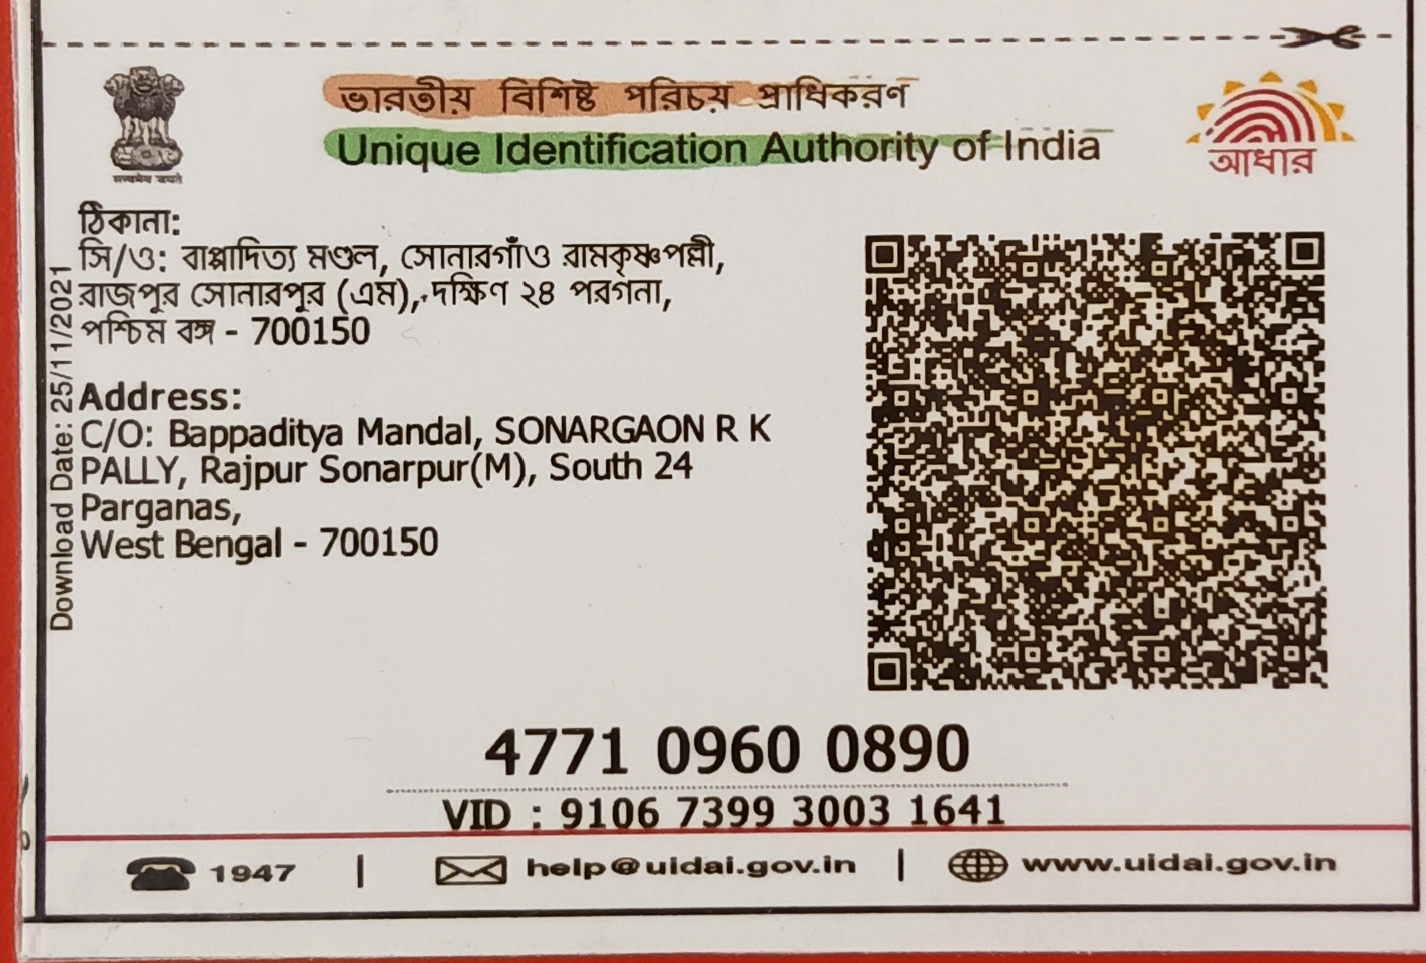 ভারতীয় বিশিষ্ট পরিচয় প্রাধিকরণ
Unique Identification Authority of India
सत्यमेव जयते
আধার
ঠিকানা:
সি/ও: বাপ্পাদিত্য মণ্ডল, সোনারগাঁও রামকৃষ্ণপল্লী,
রাজপুর সোনারপুর (এম), দক্ষিণ ২৪ পরগনা,
পশ্চিম বঙ্গ - 700150
Download Date: 25/11/2021
Address:
C/O: Bappaditya Mandal, SONARGAON R K
PALLY, Rajpur Sonarpur(M), South 24
Parganas,
West Bengal - 700150
4771 0960 0890
VID : 9106 7399 3003 1641
1947 | help@uidai.gov.in | www.uidai.gov.in